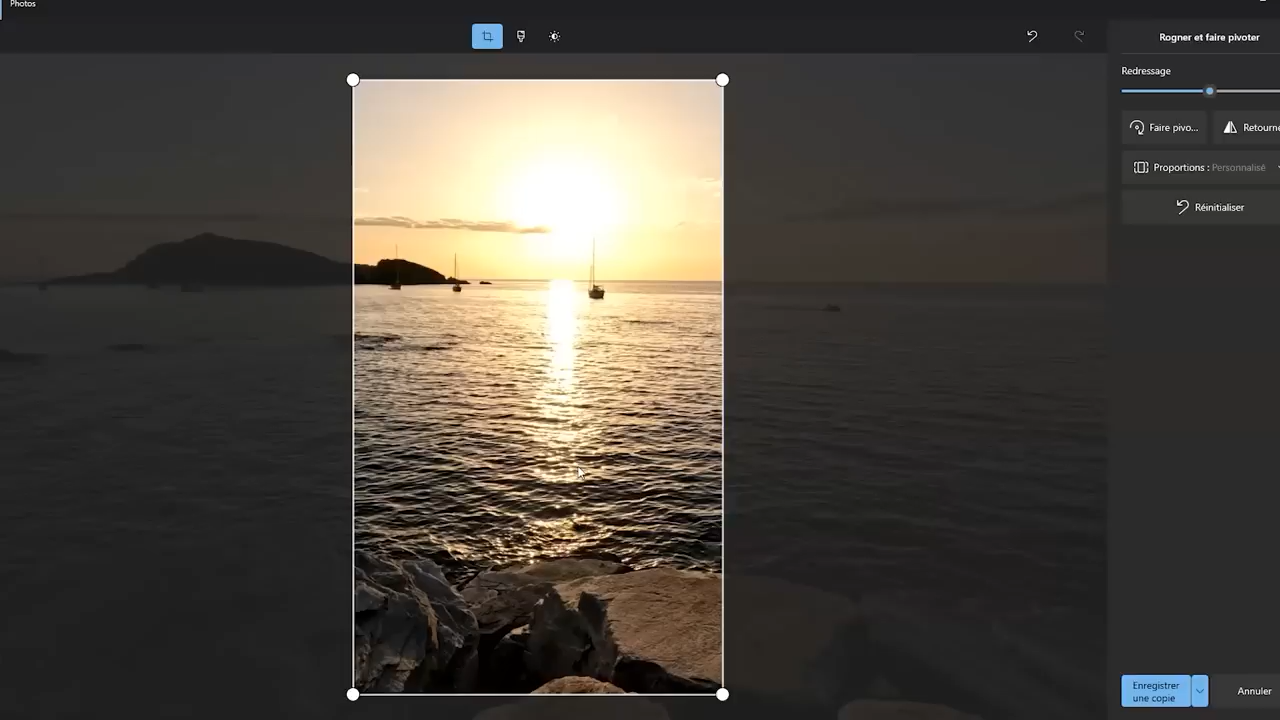 Photos
Rogner et faire pivoter
Redressage
Faire pivo...
Retourne
Proportions : Personnalisé
Réinitialiser
Enregistrer
une copie
Annuler